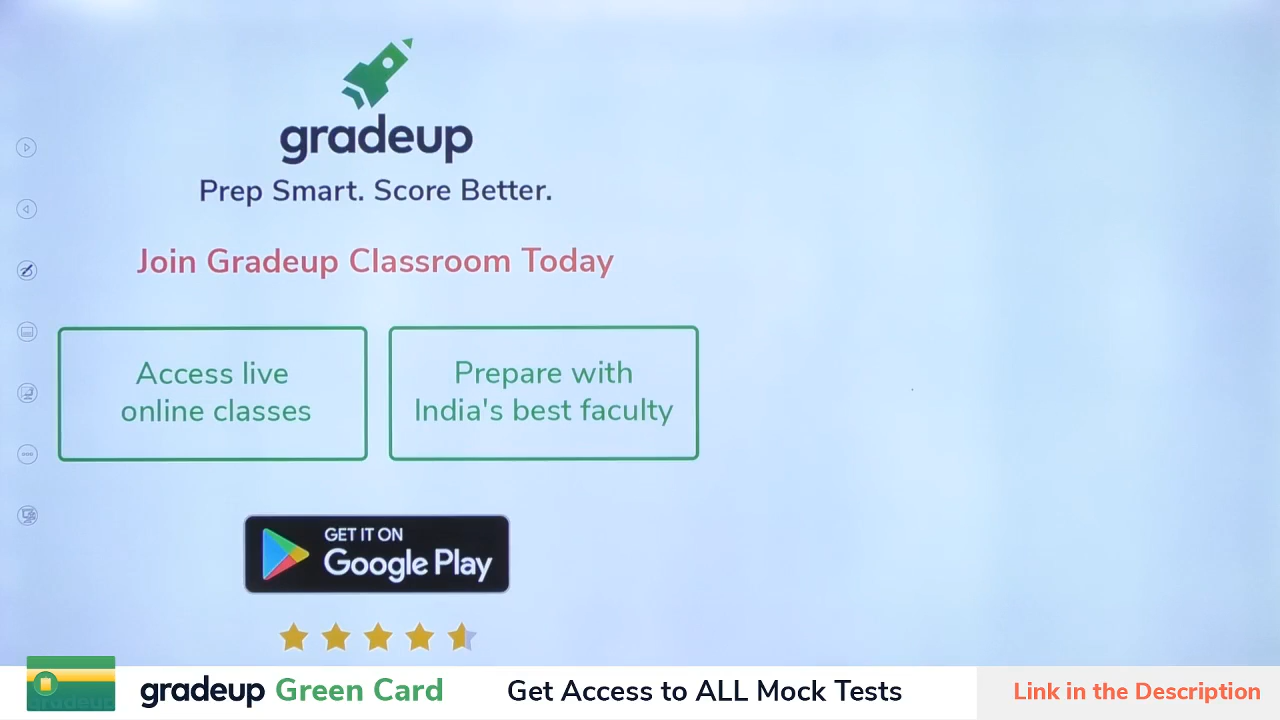 gradeup
Prep Smart. Score Better.
Join Gradeup Classroom Today
Access live
online classes
Prepare with
India's best faculty
GET IT ON
Google Play
gradeup
gradeup Green Card
Get Access to ALL Mock Tests
Link in the Description